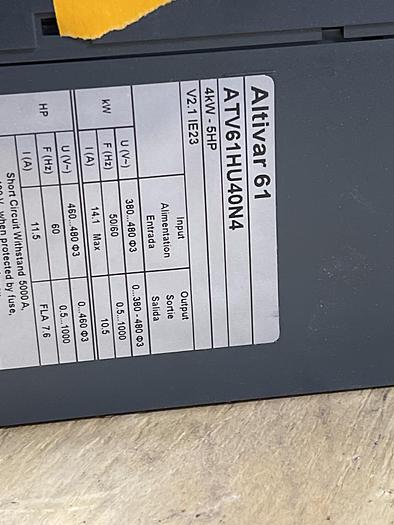 Altivar 61
ATV61HU40N4
4kW - 5HP
V2.1 IE23
Input Output
Alimentation Sortie
Entrada Salida
kW U (V~) 380...480 Φ3 0...380 - 480 Φ3
F (Hz) 50/60 0.5...1000
I (A) 14.1 Max 10.5
HP U (V~) 460...480 Φ3 0...460 Φ3
F (Hz) 60 0.5...1000
I (A) 11.5 FLA 7.6
Short Circuit Withstand 5000 A,
when protected by fuse,